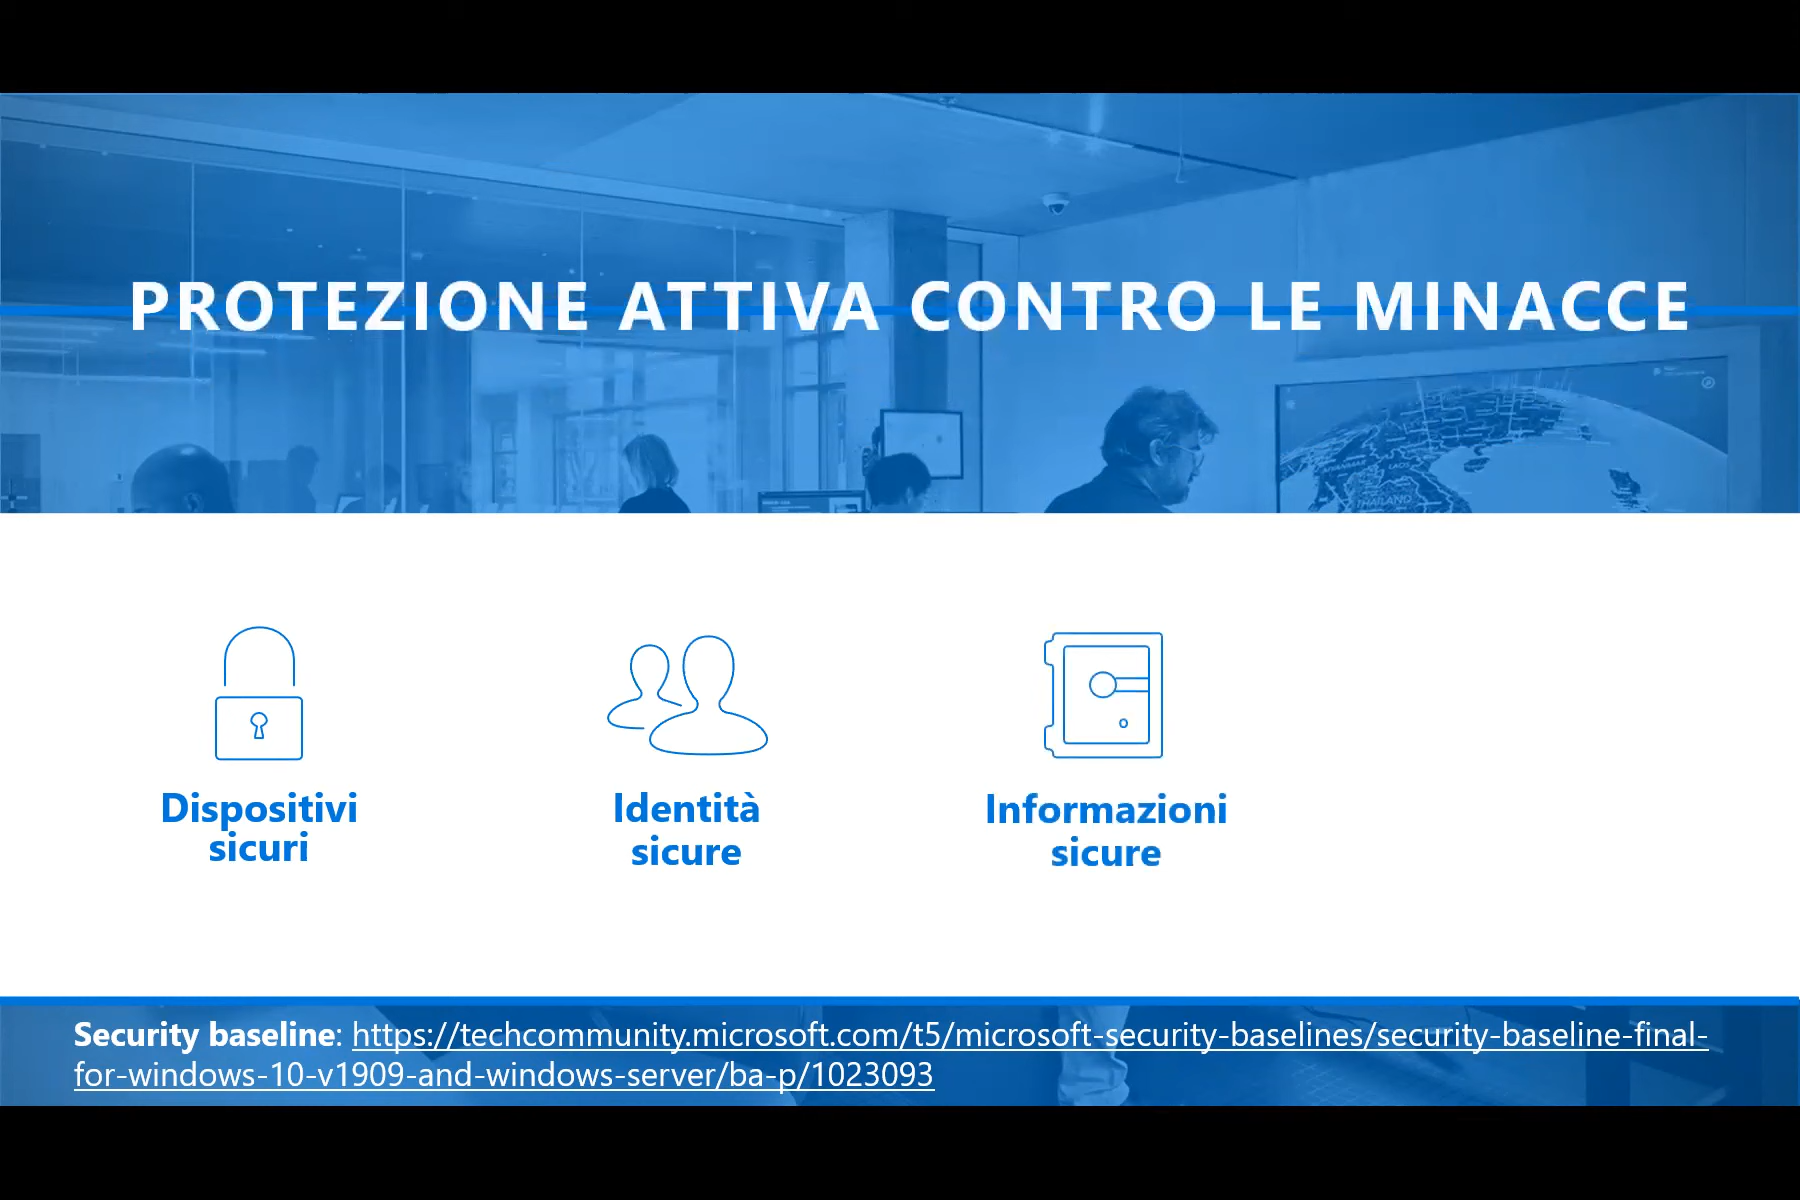 PROTEZIONE ATTIVA CONTRO LE MINACCE
THAILAND
Dispositivi
sicuri
Identità
sicure
Informazioni
sicure
Security baseline: https://techcommunity.microsoft.com/t5/microsoft-security-baselines/security-baseline-final-
for-windows-10-v1909-and-windows-server/ba-p/1023093